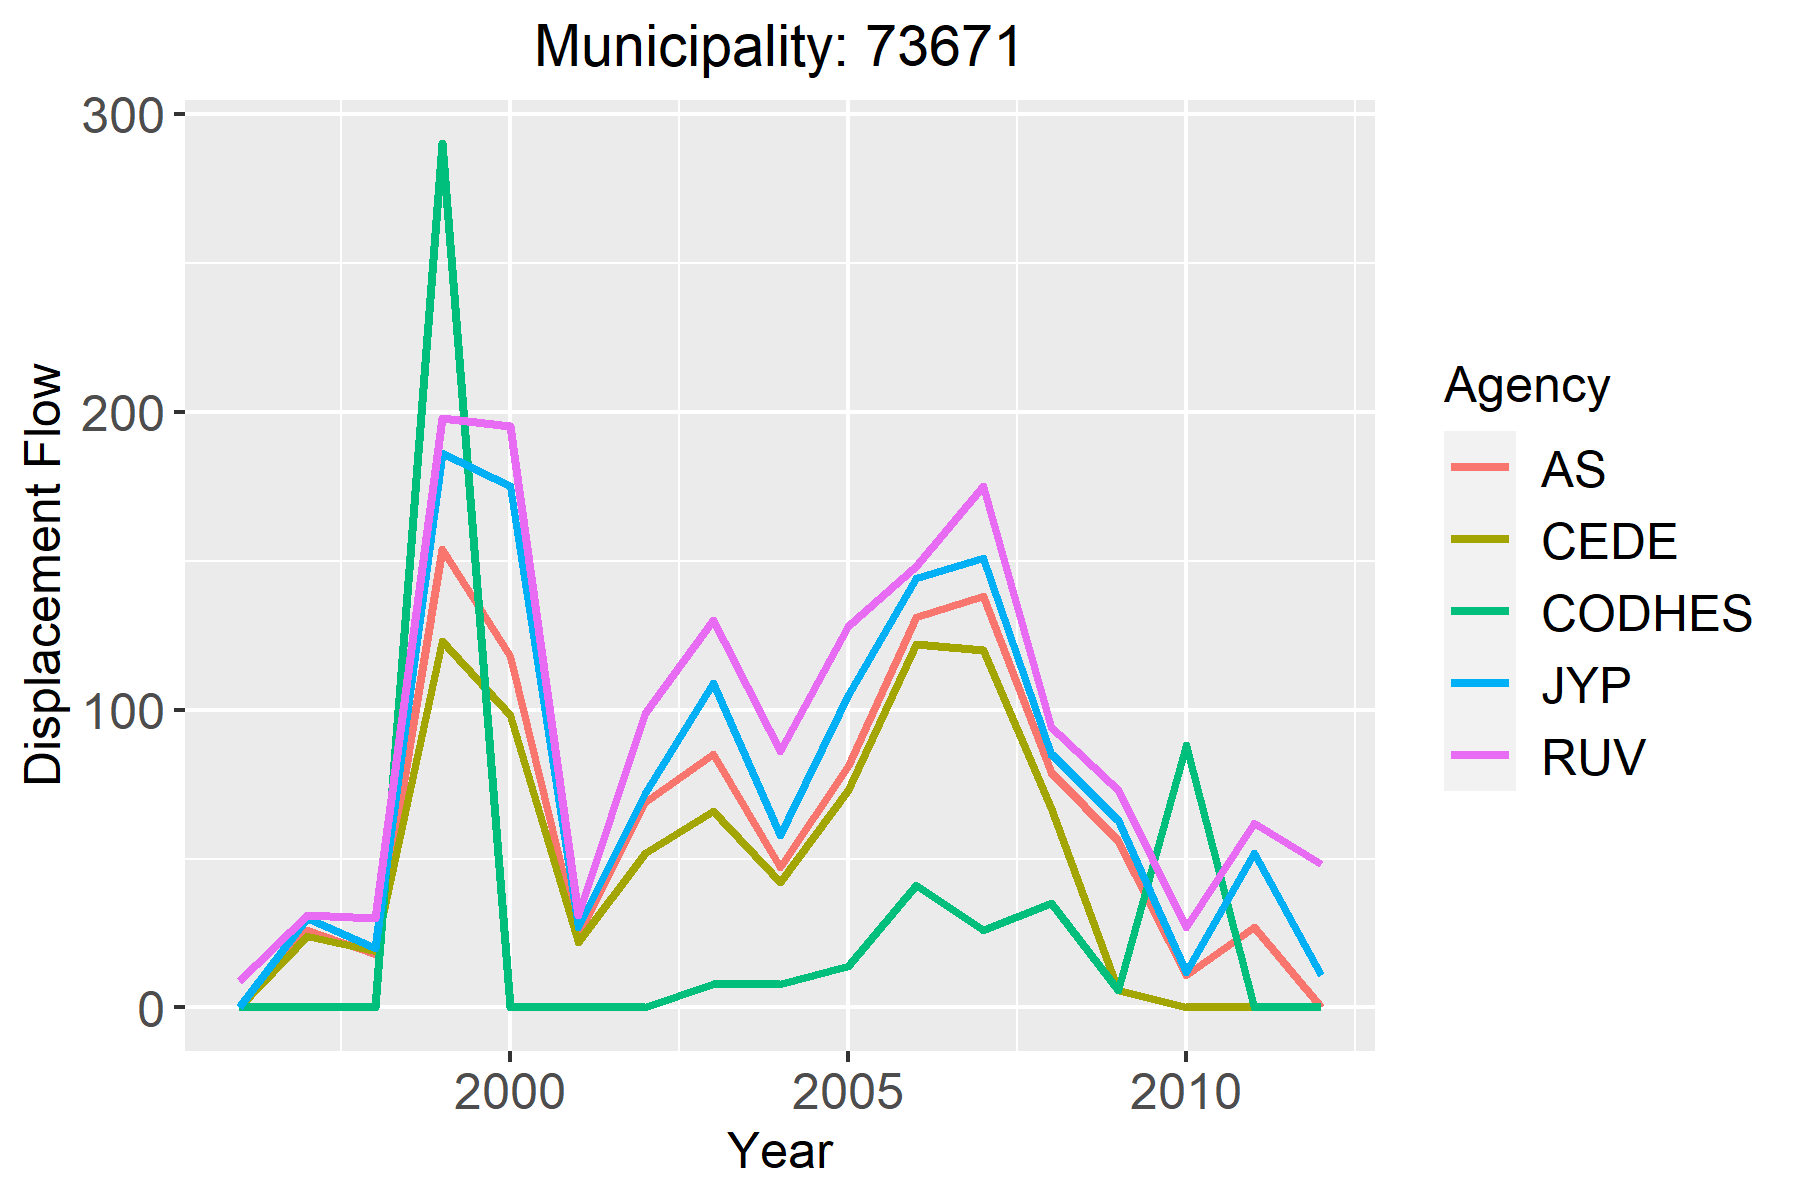 Municipality: 73671
300
200
100
0
Displacement Flow
2000 2005 2010
Year
Agency
AS
CEDE
CODHES
JYP
RUV